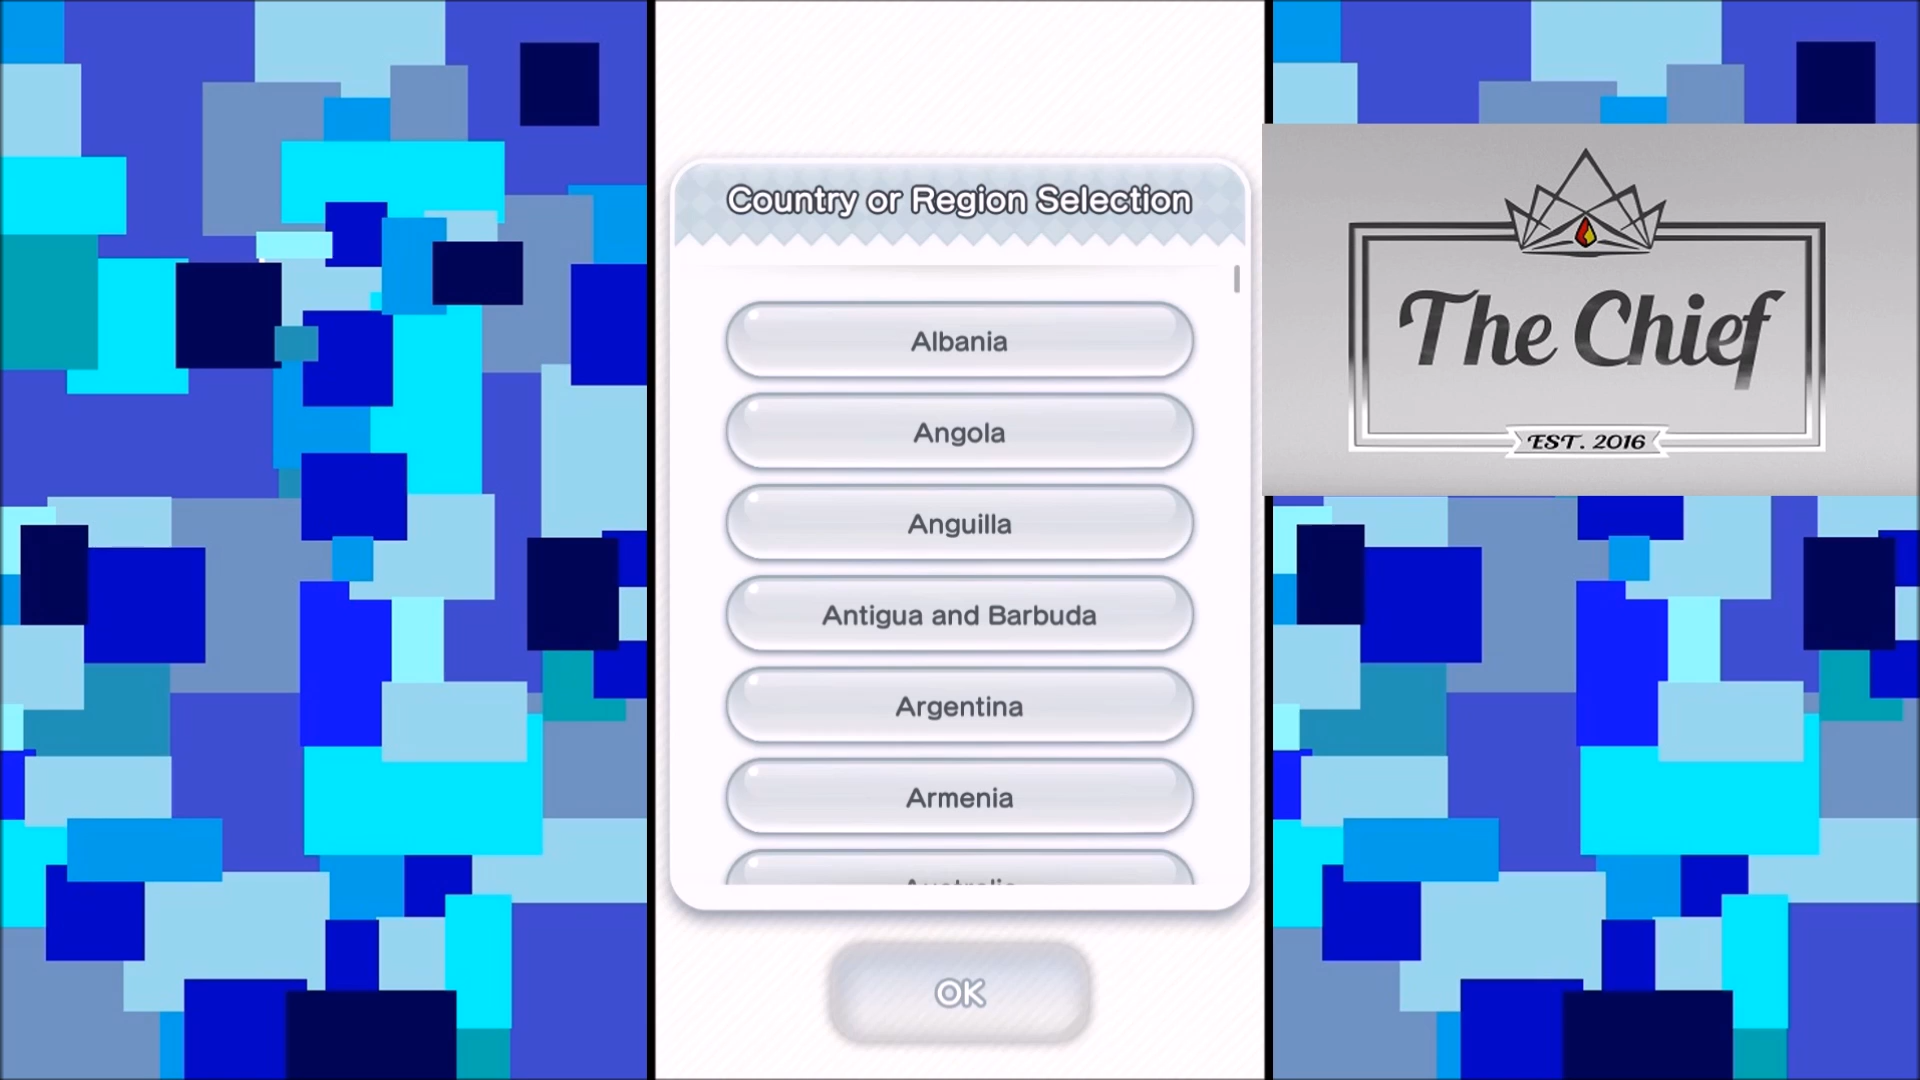 Country or Region Selection
Albania
Angola
Anguilla
Antigua and Barbuda
Argentina
Armenia
OK
The Chief
EST. 2016